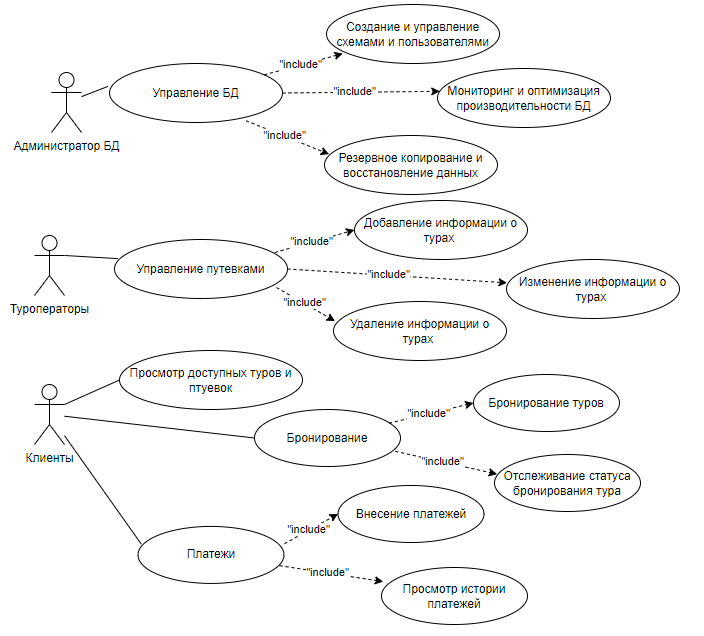 Создание и управление
схемами и пользователями
"include"
Управление БД
"include"
Мониторинг и оптимизация
производительности БД
Администратор БД
"include"
Резервное копирование и
восстановление данных
Добавление информации о
турах
"include"
Управление путевками
"include"
Изменение информации о
турах
Туроператоры
"include"
Удаление информации о
турах
Просмотр доступных туров и
птуевок
Бронирование туров
"include"
Бронирование
Клиенты
"include"
Отслеживание статуса
бронирования тура
Внесение платежей
"include"
Платежи
"include"
Просмотр истории
платежей